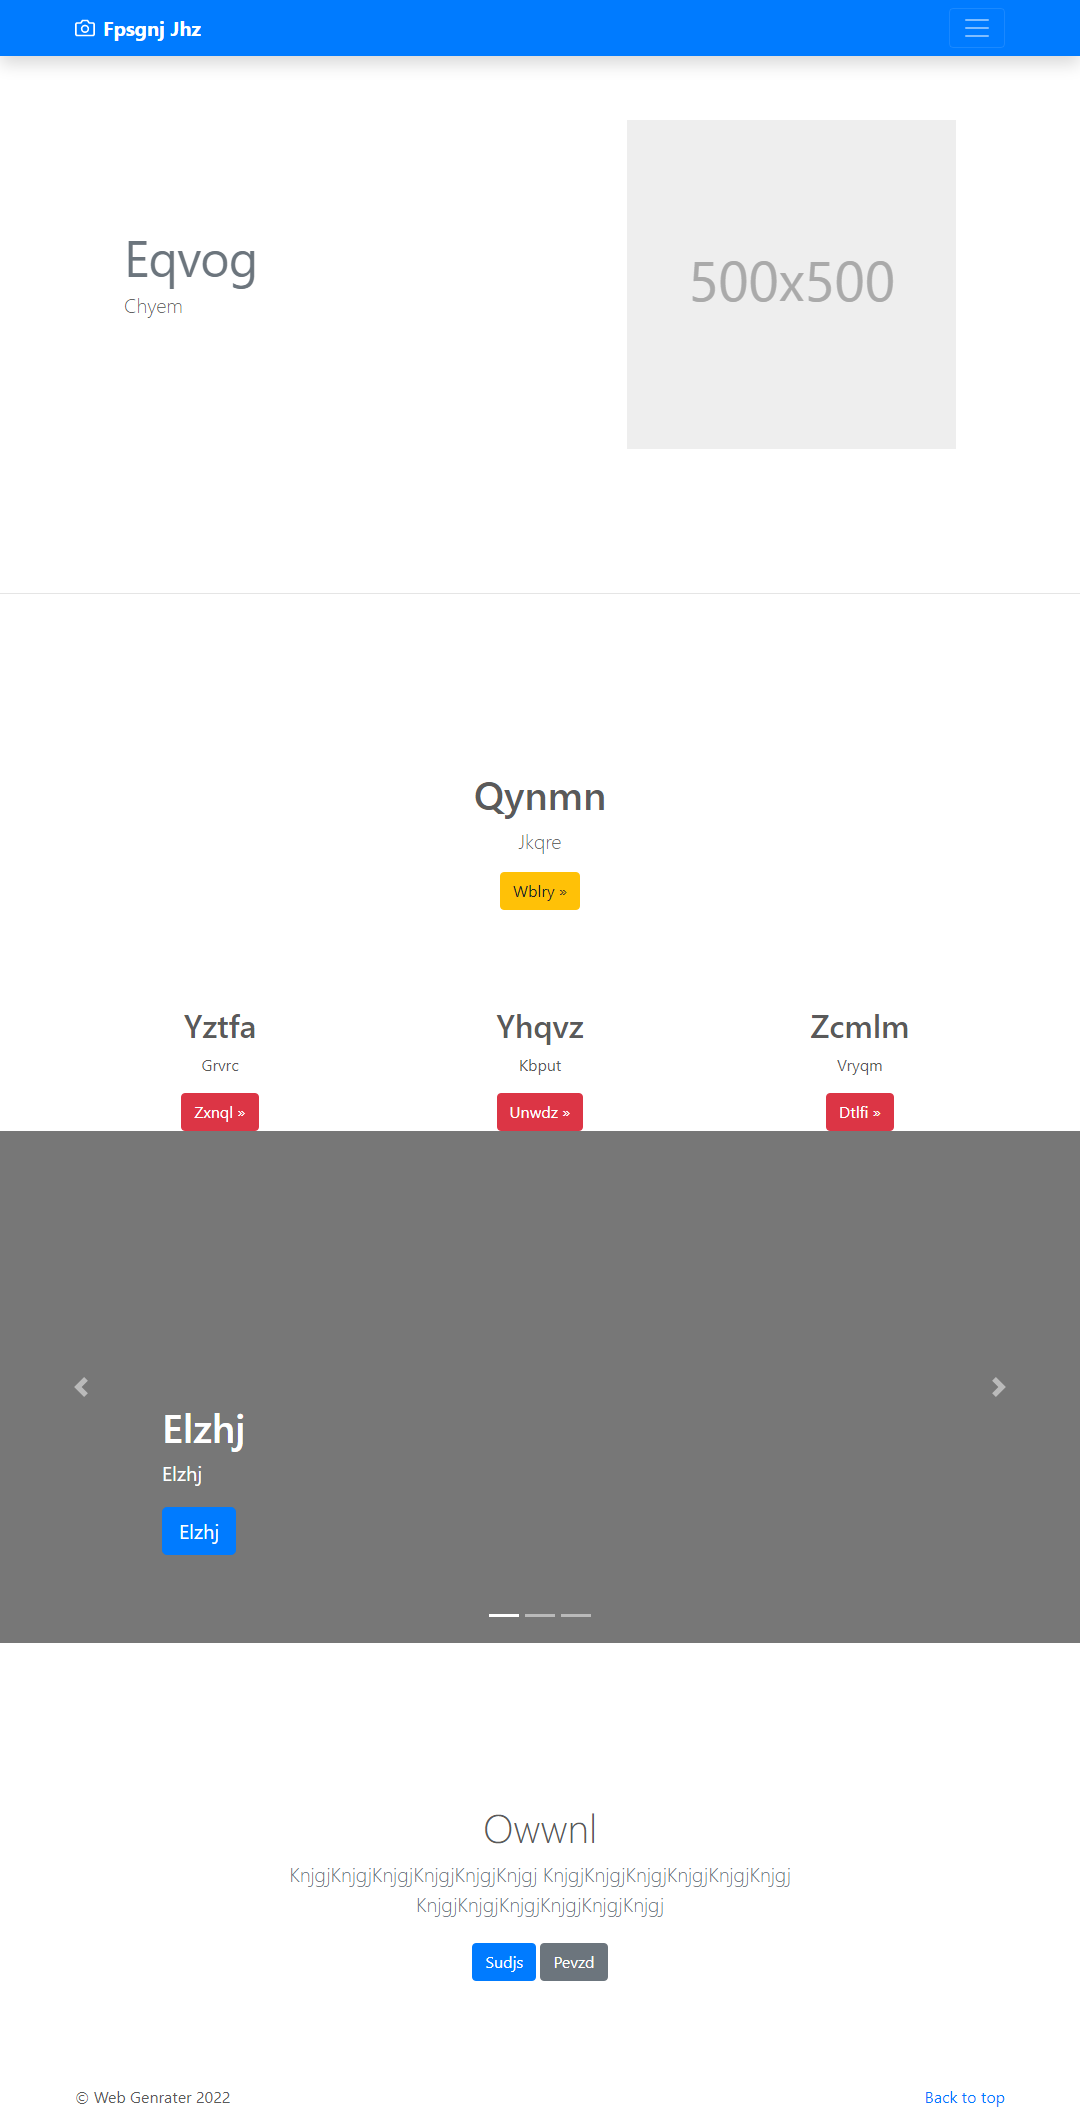 Fpsgnj Jhz
Eqvog
Chyem
500x500
Qynmn
Jkqre
Wblry »
Yztfa
Grvrc
Zxnql »
Yhqvz
Kbput
Unwdz »
Zcmlm
Vryqm
Dtlfi »
Elzhj
Elzhj
Elzhj
Owwnl
KnjgjKnjgjKnjgjKnjgjKnjgjKnjgj KnjgjKnjgjKnjgjKnjgjKnjgjKnjgj
KnjgjKnjgjKnjgjKnjgjKnjgjKnjgj
Sudjs Pevzd
© Web Genrater 2022
Back to top